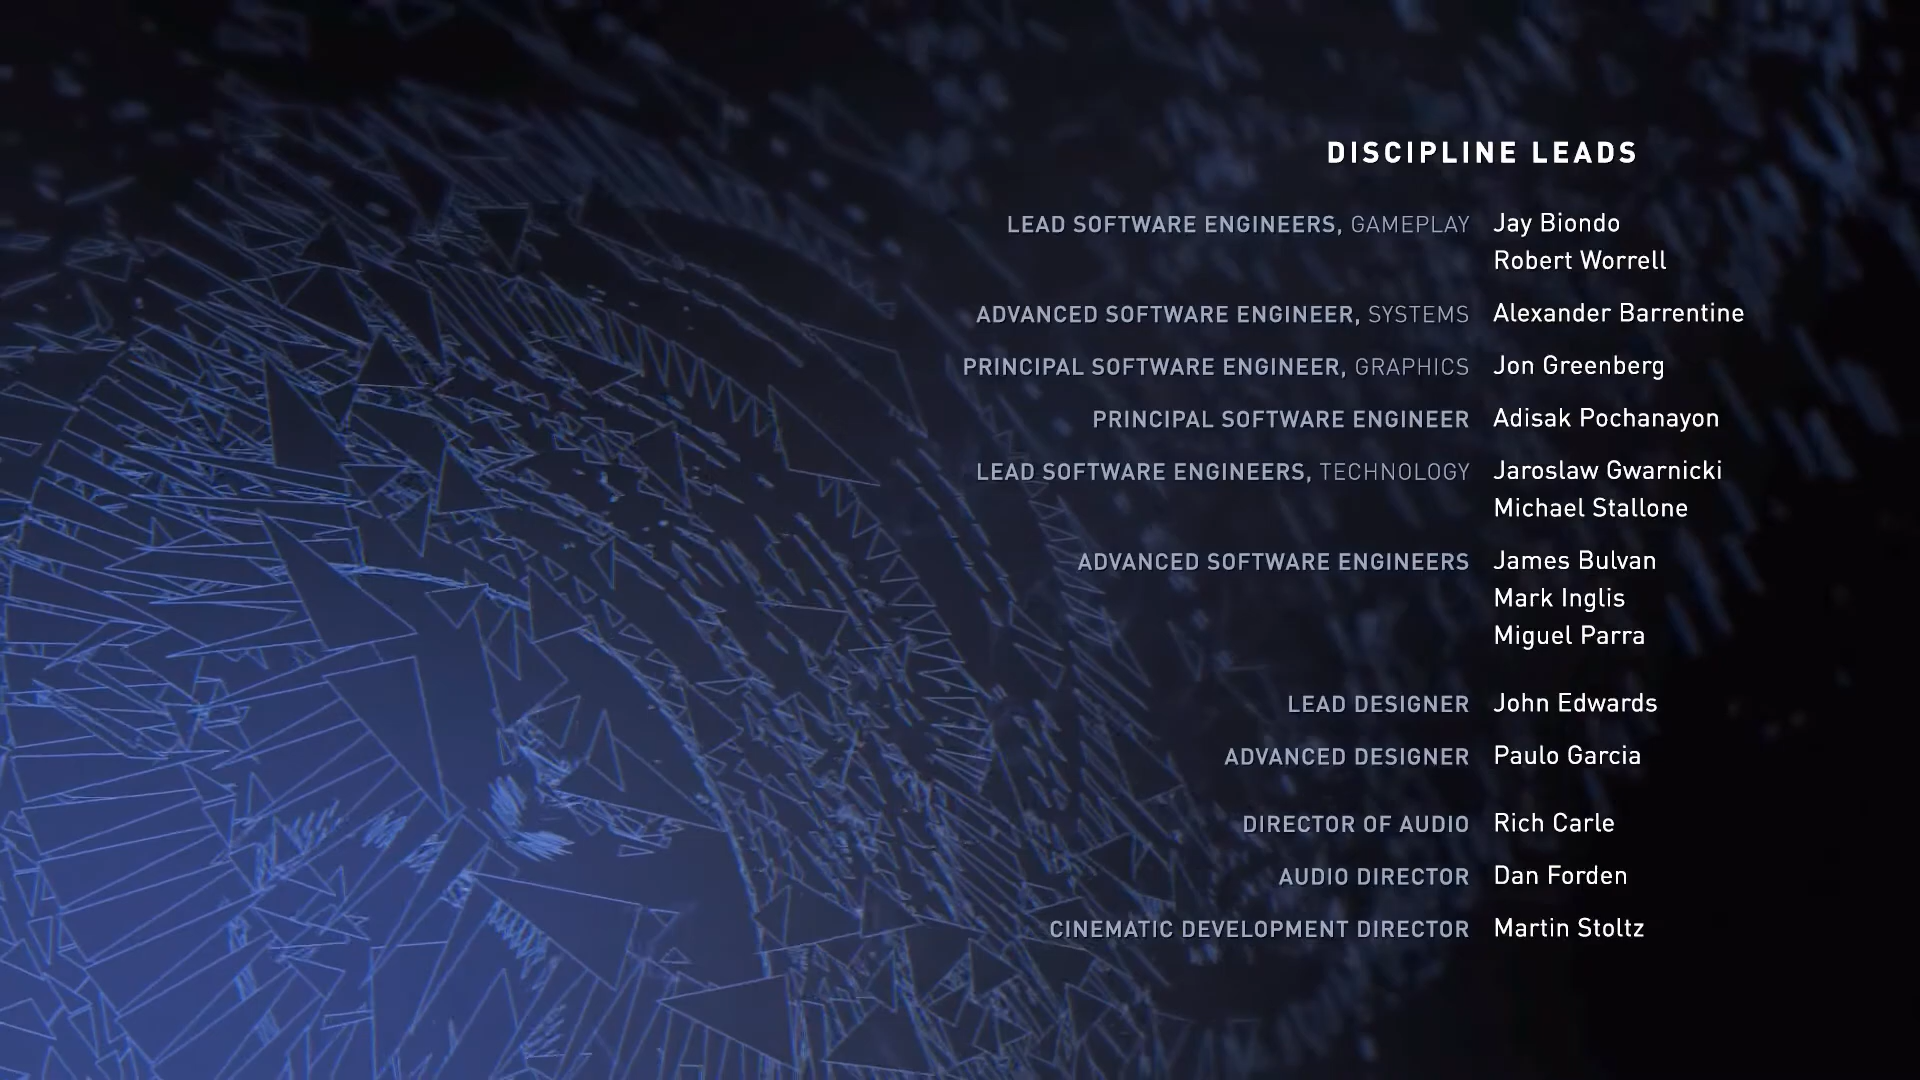 DISCIPLINE LEADS
LEAD SOFTWARE ENGINEERS, GAMEPLAY Jay Biondo
Robert Worrell
ADVANCED SOFTWARE ENGINEER, SYSTEMS Alexander Barrentine
PRINCIPAL SOFTWARE ENGINEER, GRAPHICS Jon Greenberg
PRINCIPAL SOFTWARE ENGINEER Adisak Pochanayon
LEAD SOFTWARE ENGINEERS, TECHNOLOGY Jaroslaw Gwarnicki
Michael Stallone
ADVANCED SOFTWARE ENGINEERS James Bulvan
Mark Inglis
Miguel Parra
LEAD DESIGNER John Edwards
ADVANCED DESIGNER Paulo Garcia
DIRECTOR OF AUDIO Rich Carle
AUDIO DIRECTOR Dan Forden
CINEMATIC DEVELOPMENT DIRECTOR Martin Stoltz